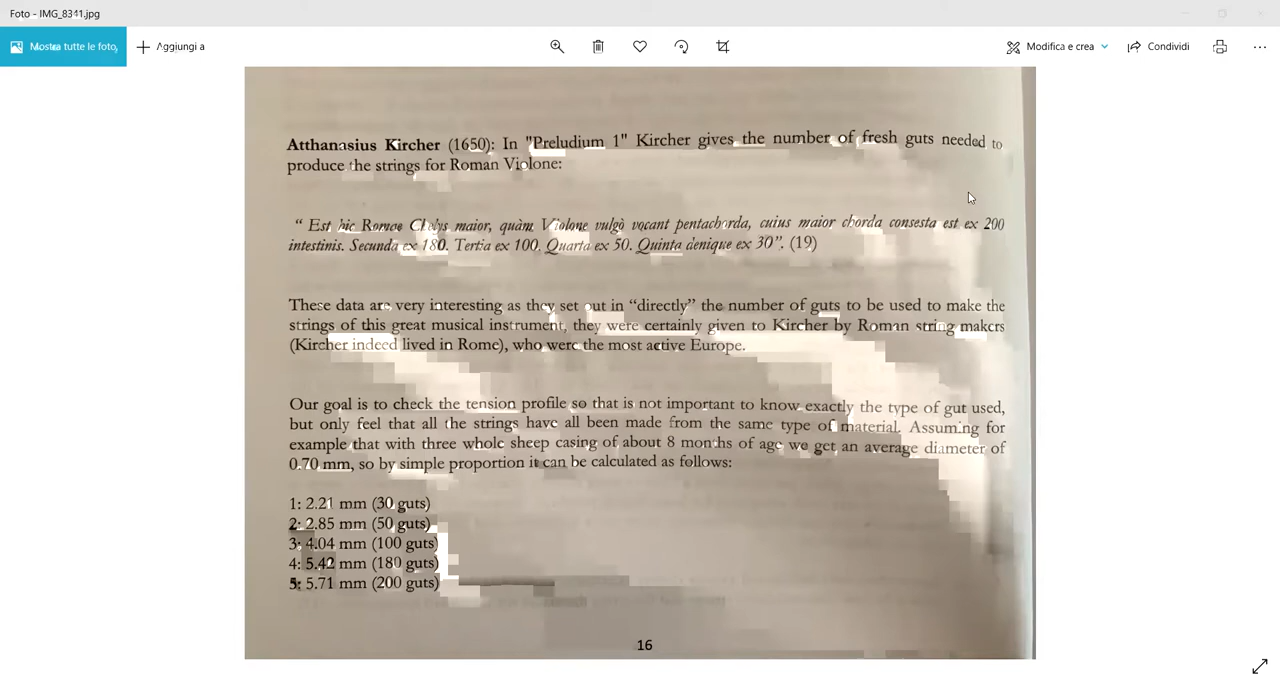 Foto - IMG_8341.jpg
Mostra tutte le foto
Aggiungi a
Modifica e crea
Condividi
Atthanasius Kircher (1650): In "Preludium 1" Kircher gives the number of fresh guts needed to
produce the strings for Roman Violone:
“ Est hic Romae Chelys maior, quàm Violone vulgò vocant pentachorda, cuius maior chorda consesta est ex 200
intestinis. Secunda ex 180. Tertia ex 100. Quarta ex 50. Quinta denique ex 30”. (19)
These data are very interesting as they set out in “directly” the number of guts to be used to make the
strings of this great musical instrument, they were certainly given to Kircher by Roman string makers
(Kircher indeed lived in Rome), who were the most active Europe.
Our goal is to check the tension profile so that is not important to know exactly the type of gut used,
but only feel that all the strings have all been made from the same type of material. Assuming for
example that with three whole sheep casing of about 8 months of age we get an average diameter of
0.70 mm, so by simple proportion it can be calculated as follows:
1: 2.21 mm (30 guts)
2: 2.85 mm (50 guts)
3: 4.04 mm (100 guts)
4: 5.42 mm (180 guts)
5: 5.71 mm (200 guts)
16